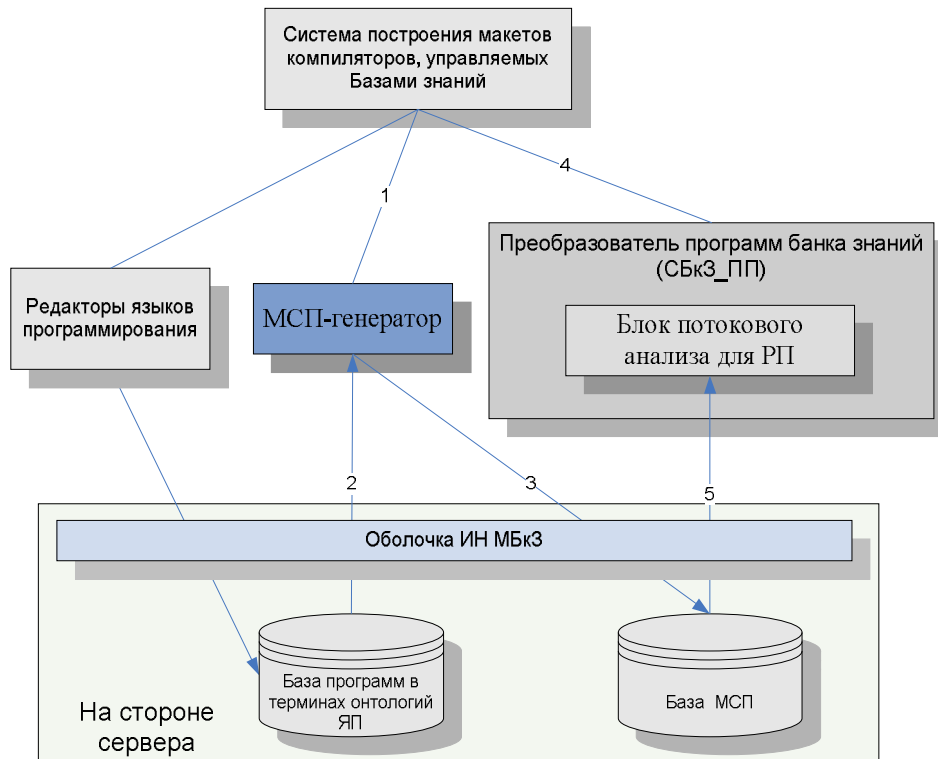 Система построения макетов
компиляторов, управляемых
Базами знаний
4
1
Преобразователь программ банка знаний
(СБкЗ_ПП)
Редакторы языков
программирования
МСП-генератор
Блок потокового
анализа для РП
2
3
5
Оболочка ИН МБкЗ
База программ в
терминах онтологий
ЯП
База МСП
На стороне
сервера